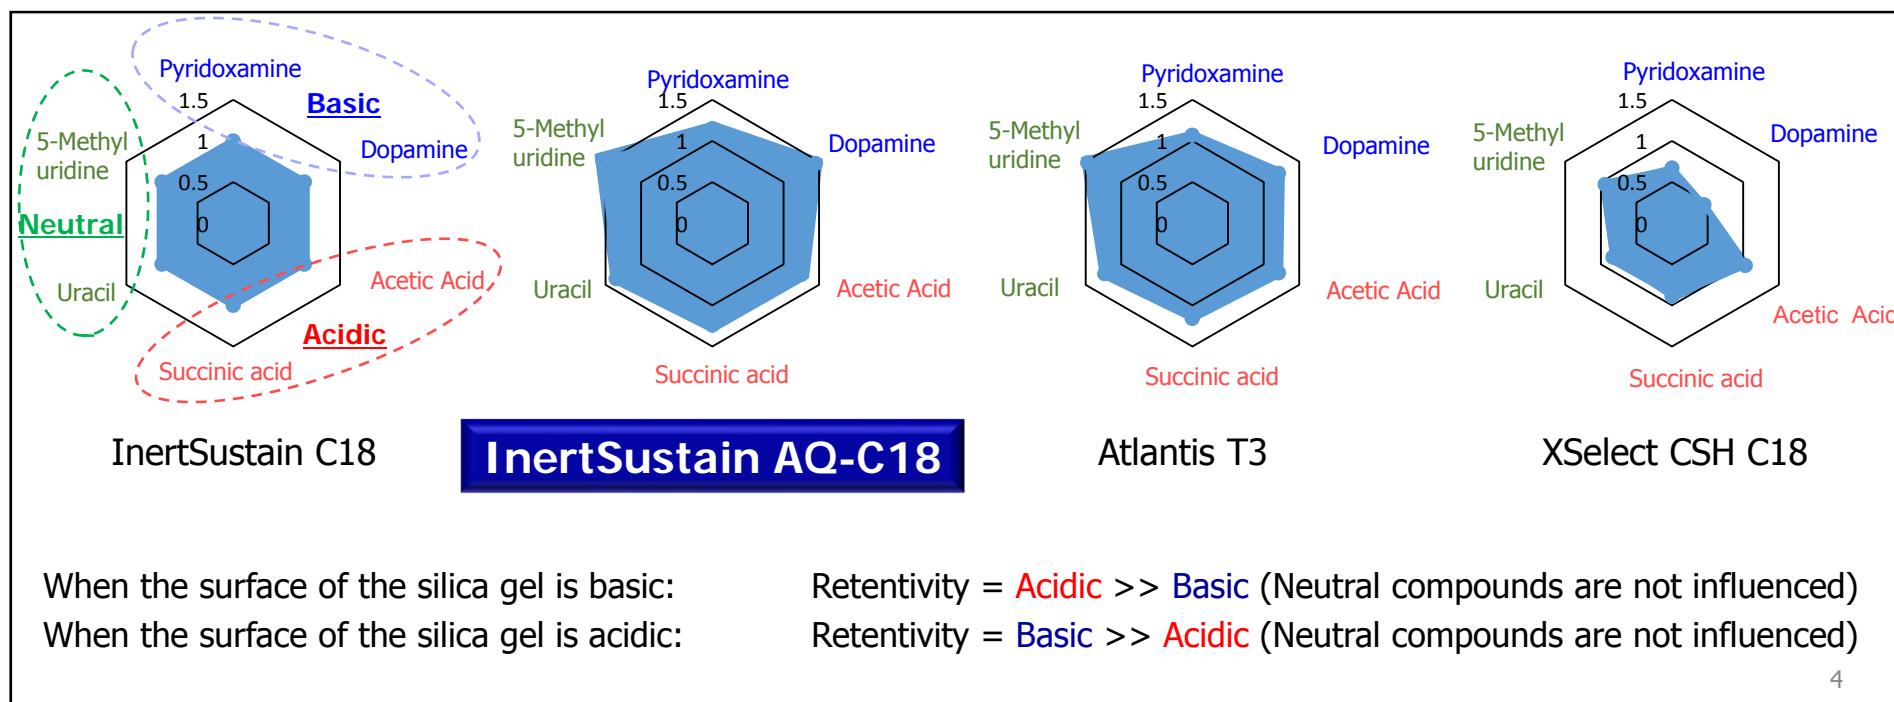 Pyridoxamine
1.5
Basic
1
5-Methyl
uridine
Dopamine
0.5
Neutral
0
Uracil
Acetic Acid
Acidic
Succinic acid
InertSustain C18
Pyridoxamine
1.5
5-Methyl
uridine
1
Dopamine
0.5
0
Uracil
Acetic Acid
Succinic acid
InertSustain AQ-C18
Pyridoxamine
1.5
5-Methyl
uridine
1
Dopamine
0.5
0
Uracil
Acetic Acid
Succinic acid
Atlantis T3
Pyridoxamine
1.5
5-Methyl
uridine
1
Dopamine
0.5
0
Uracil
Acetic Acid
Succinic acid
XSelect CSH C18
When the surface of the silica gel is basic: Retentivity = Acidic >> Basic (Neutral compounds are not influenced)
When the surface of the silica gel is acidic: Retentivity = Basic >> Acidic (Neutral compounds are not influenced)
4